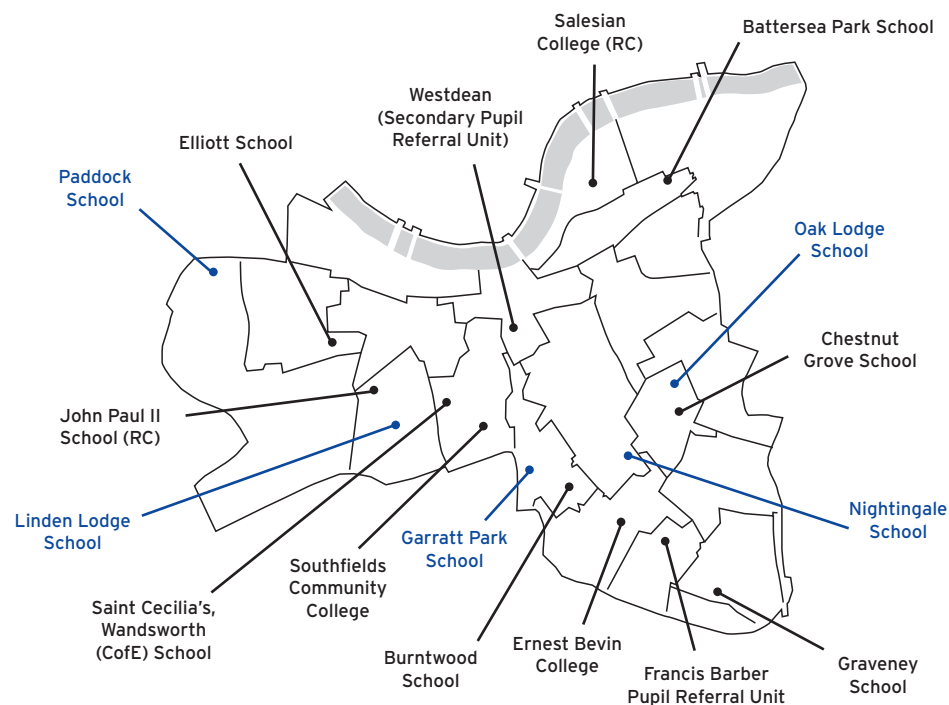 Salesian
College (RC)
Battersea Park School
Westdean
(Secondary Pupil
Referral Unit)
Elliott School
Paddock
School
Oak Lodge
School
Chestnut
Grove School
John Paul II
School (RC)
Linden Lodge
School
Nightingale
School
Garratt Park
School
Southfields
Community
College
Saint Cecilia's,
Wandsworth
(CofE) School
Burntwood
School
Ernest Bevin
College
Francis Barber
Pupil Referral Unit
Graveney
School